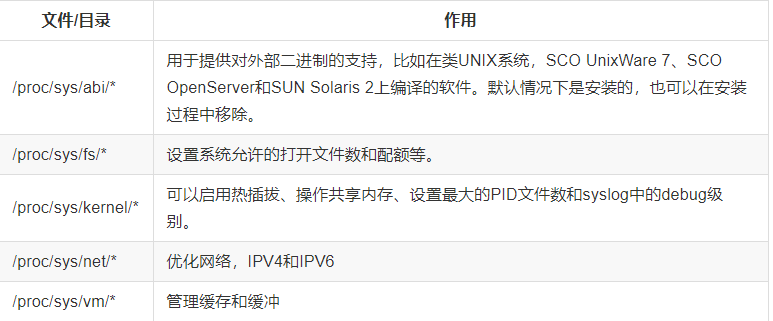 文件/目录 作用
/proc/sys/abi/* 用于提供对外部二进制的支持，比如在类UNIX系统，SCO UnixWare 7、SCO
OpenServer和SUN Solaris 2上编译的软件。默认情况下是安装的，也可以在安装
过程中移除。
/proc/sys/fs/* 设置系统允许的打开文件数和配额等。
/proc/sys/kernel/* 可以启用热插拔、操作共享内存、设置最大的PID文件数和syslog中的debug级
别。
/proc/sys/net/* 优化网络，IPV4和IPV6
/proc/sys/vm/* 管理缓存和缓冲